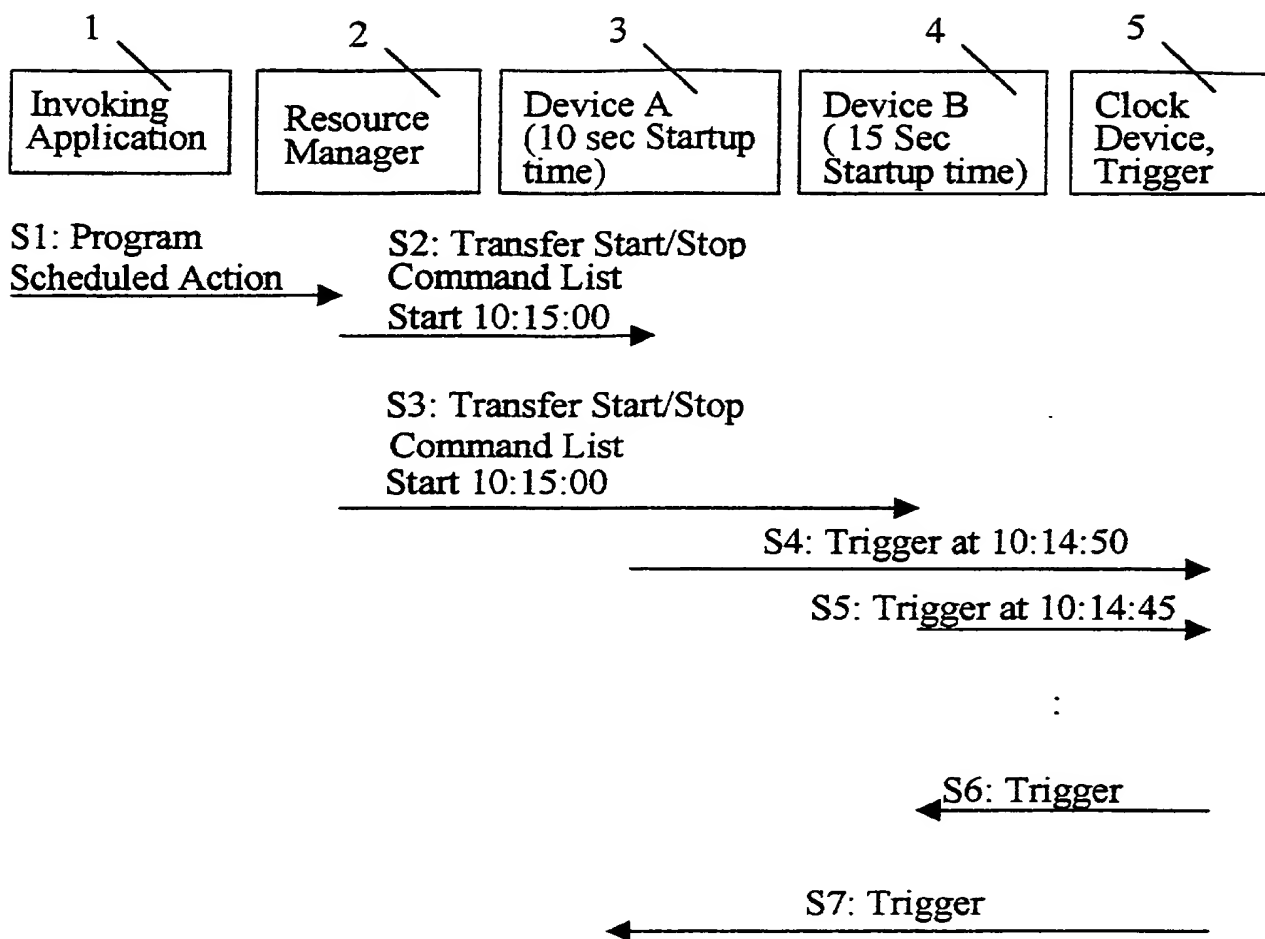 1
2
3
4
5
Invoking
Application
Resource
Manager
Device A
(10 sec Startup
time)
Device B
( 15 Sec
Startup time)
Clock
Device,
Trigger
S1: Program
Scheduled Action
S2: Transfer Start/Stop
Command List
Start 10:15:00
S3: Transfer Start/Stop
Command List
Start 10:15:00
S4: Trigger at 10:14:50
S5: Trigger at 10:14:45
:
S6: Trigger
S7: Trigger